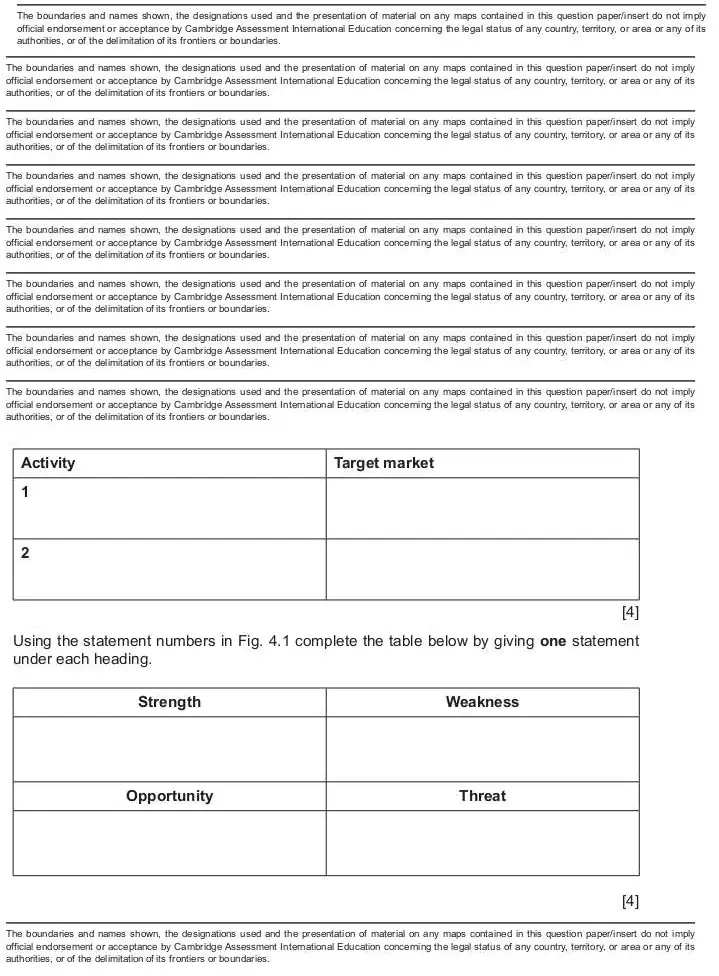 The boundaries and names shown, the designations used and the presentation of material on any maps contained in this question paper/insert do not imply
official endorsement or acceptance by Cambridge Assessment International Education concerning the legal status of any country, territory, or area or any of its
authorities, or of the delimitation of its frontiers or boundaries.
The boundaries and names shown, the designations used and the presentation of material on any maps contained in this question paper/insert do not imply
official endorsement or acceptance by Cambridge Assessment International Education concerning the legal status of any country, territory, or area or any of its
authorities, or of the delimitation of its frontiers or boundaries.
The boundaries and names shown, the designations used and the presentation of material on any maps contained in this question paper/insert do not imply
official endorsement or acceptance by Cambridge Assessment International Education concerning the legal status of any country, territory, or area or any of its
authorities, or of the delimitation of its frontiers or boundaries.
The boundaries and names shown, the designations used and the presentation of material on any maps contained in this question paper/insert do not imply
official endorsement or acceptance by Cambridge Assessment International Education concerning the legal status of any country, territory, or area or any of its
authorities, or of the delimitation of its frontiers or boundaries.
The boundaries and names shown, the designations used and the presentation of material on any maps contained in this question paper/insert do not imply
official endorsement or acceptance by Cambridge Assessment International Education concerning the legal status of any country, territory, or area or any of its
authorities, or of the delimitation of its frontiers or boundaries.
The boundaries and names shown, the designations used and the presentation of material on any maps contained in this question paper/insert do not imply
official endorsement or acceptance by Cambridge Assessment International Education concerning the legal status of any country, territory, or area or any of its
authorities, or of the delimitation of its frontiers or boundaries.
The boundaries and names shown, the designations used and the presentation of material on any maps contained in this question paper/insert do not imply
official endorsement or acceptance by Cambridge Assessment International Education concerning the legal status of any country, territory, or area or any of its
authorities, or of the delimitation of its frontiers or boundaries.
The boundaries and names shown, the designations used and the presentation of material on any maps contained in this question paper/insert do not imply
official endorsement or acceptance by Cambridge Assessment International Education concerning the legal status of any country, territory, or area or any of its
authorities, or of the delimitation of its frontiers or boundaries.
Activity Target market
1
2
[4]
Using the statement numbers in Fig. 4.1 complete the table below by giving one statement
under each heading.
Strength Weakness
Opportunity Threat
[4]
The boundaries and names shown, the designations used and the presentation of material on any maps contained in this question paper/insert do not imply
official endorsement or acceptance by Cambridge Assessment International Education concerning the legal status of any country, territory, or area or any of its
authorities, or of the delimitation of its frontiers or boundaries.